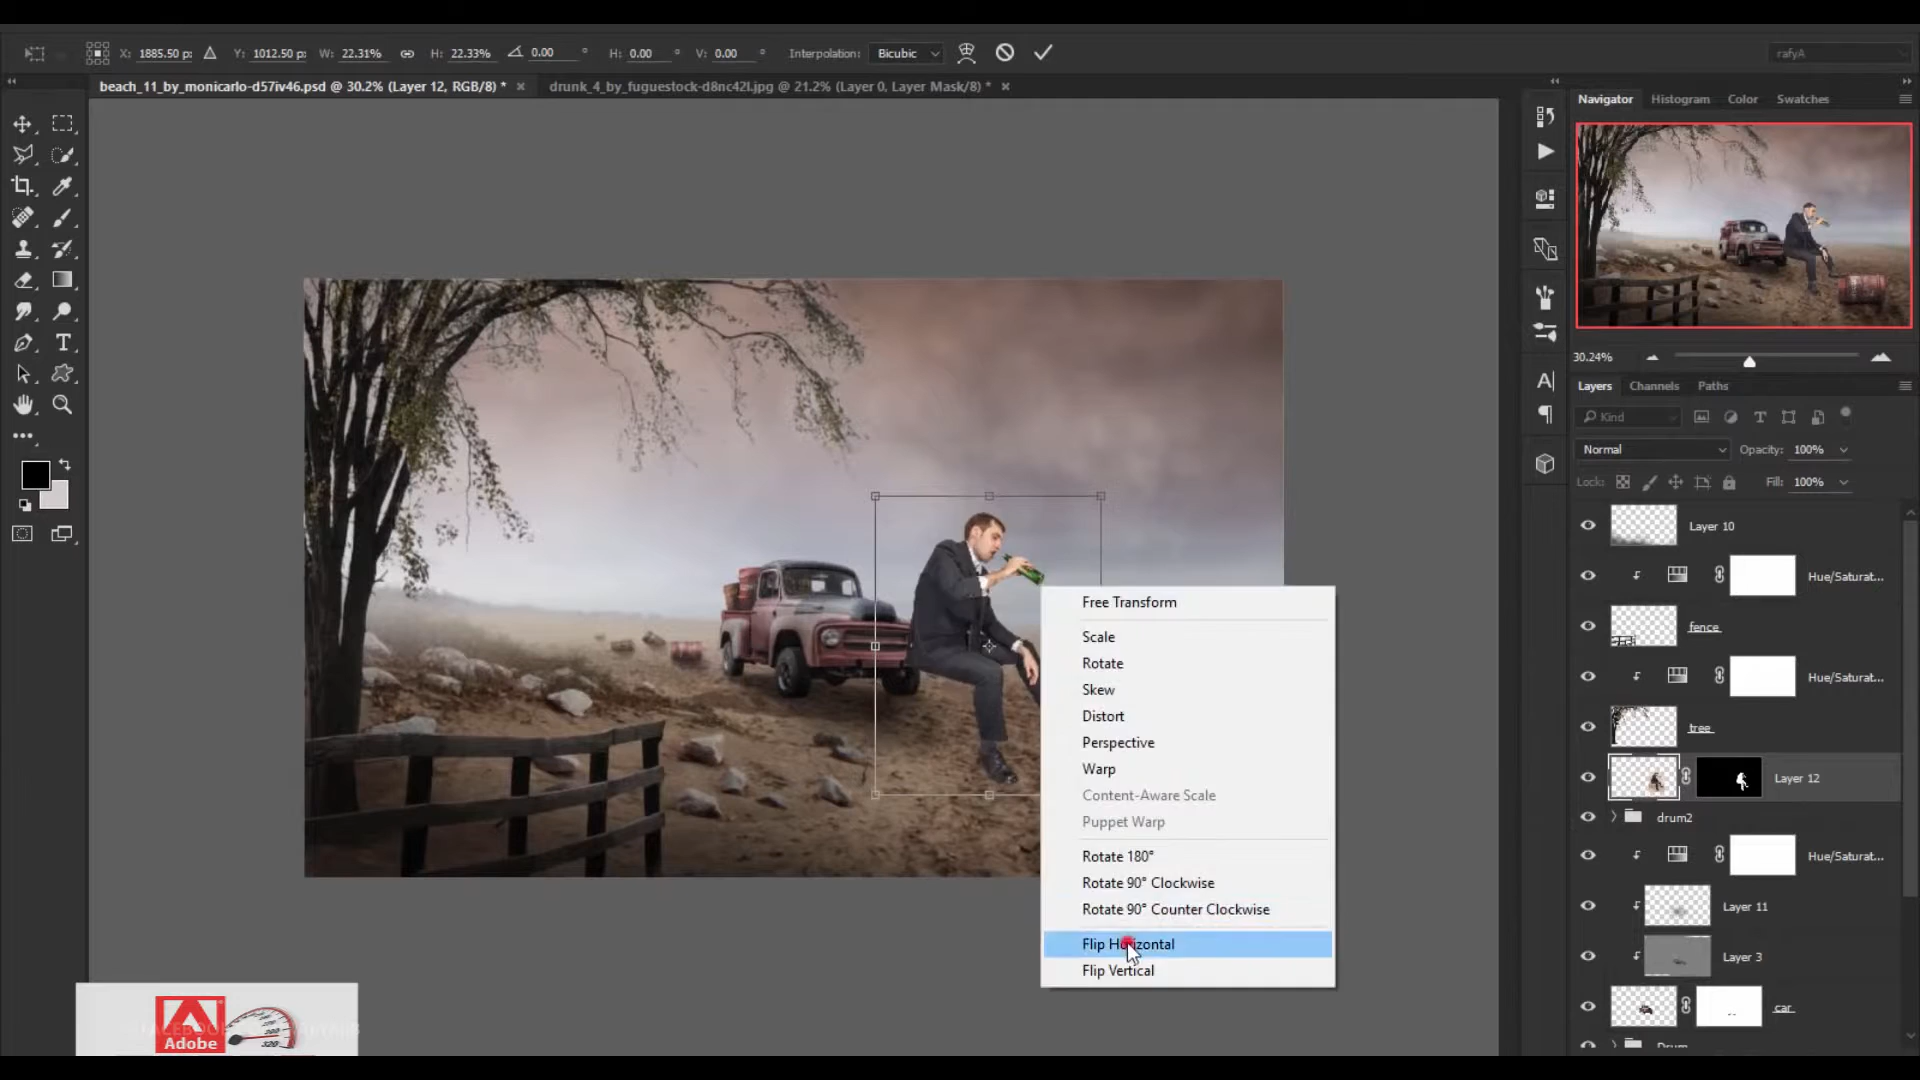 X: 1885.50 p: Y: 1012.50 p: W: 22.31% H: 22.33% 0.00 ° H: 0.00 ° V: 0.00 ° Interpolation: Bicubic rafyA
beach_11_by_monicarlo-d57iv46.psd @ 30.2% (Layer 12, RGB/8) * × drunk_4_by_fuguestock-d8nc42l.jpg @ 21.2% (Layer 0, Layer Mask/8) * ×
Navigator Histogram Color Swatches
30.24%
Layers Channels Paths
Kind
Normal Opacity: 100%
Lock: Fill: 100%
Layer 10
Hue/Saturat...
fence
Hue/Saturat...
tree
Layer 12
drum2
Hue/Saturat...
Layer 11
Layer 3
car
Drum
Free Transform
Scale
Rotate
Skew
Distort
Perspective
Warp
Content-Aware Scale
Puppet Warp
Rotate 180°
Rotate 90° Clockwise
Rotate 90° Counter Clockwise
Flip Horizontal
Flip Vertical
Adobe